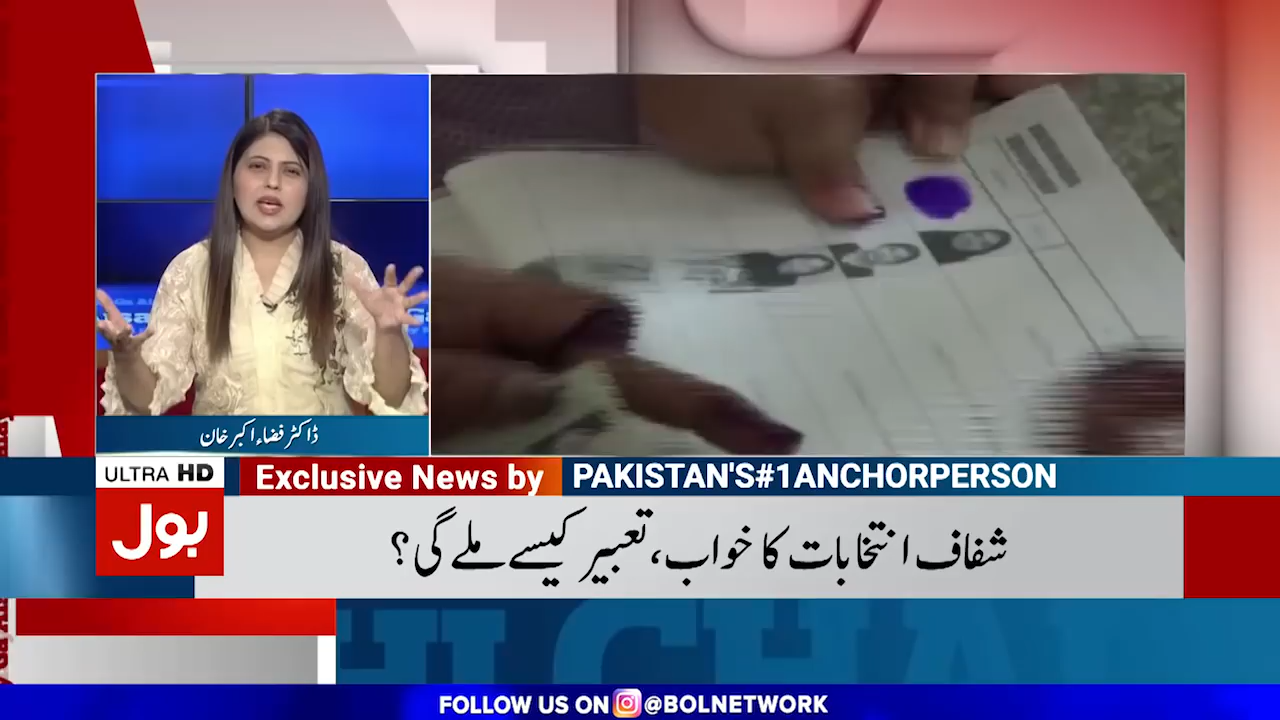 ڈاکٹر فضاء اکبر خان
ULTRA HD
Exclusive News by
PAKISTAN'S#1ANCHORPERSON
بول
شفاف انتخابات کا خواب، تعبیر کیسے ملے گی؟
FOLLOW US ON @BOLNETWORK